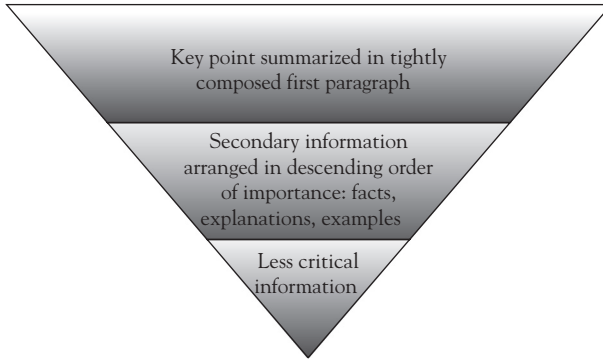 Key point summarized in tightly
composed first paragraph
Secondary information
arranged in descending order
of importance: facts,
explanations, examples
Less critical
information